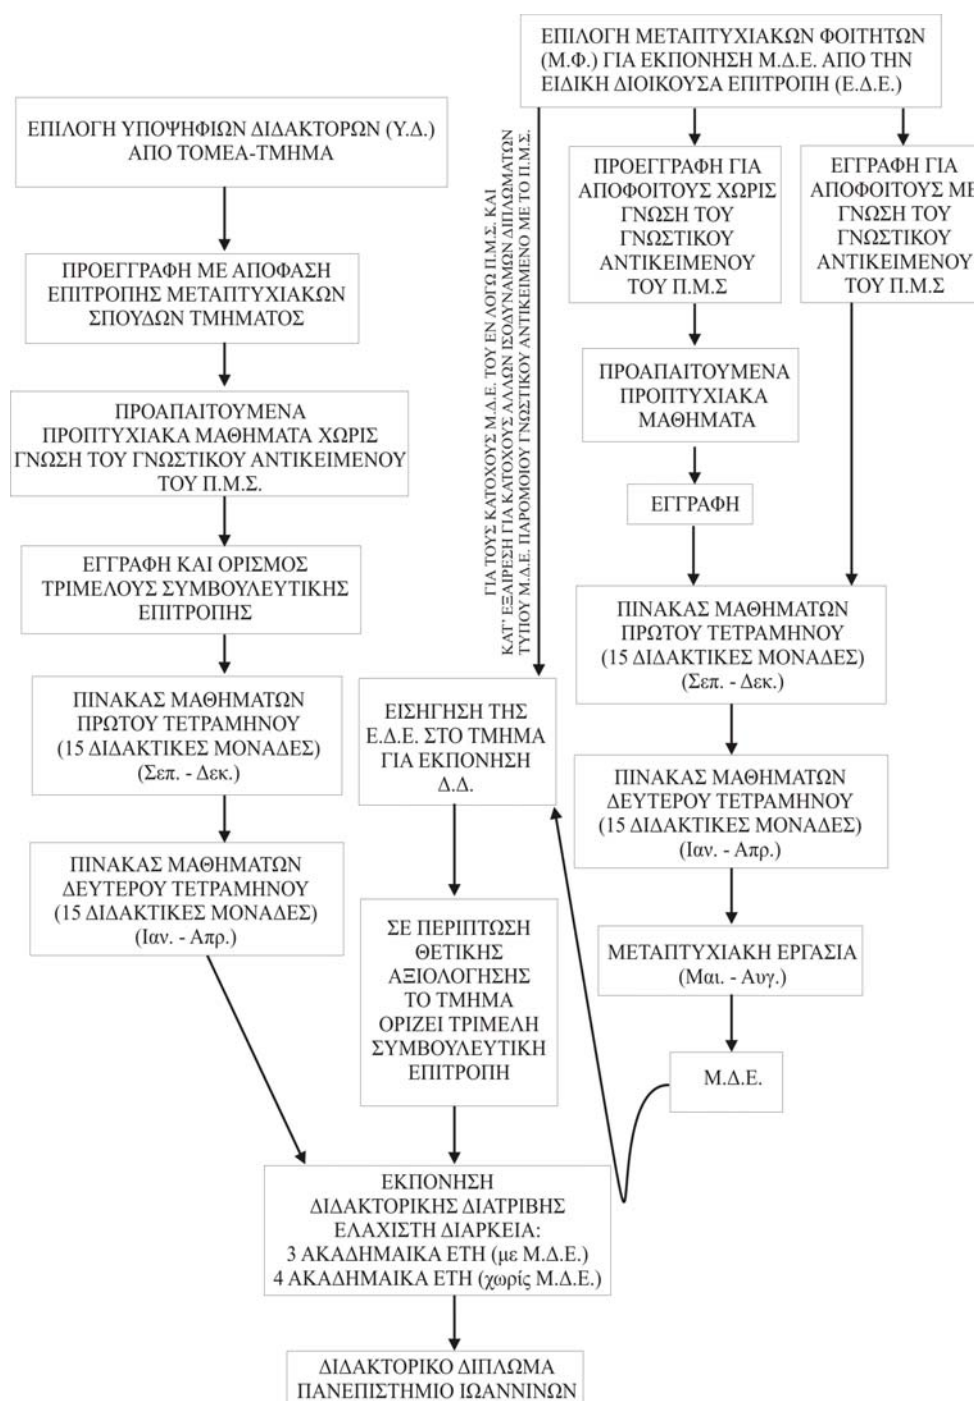 ΕΠΙΛΟΓΗ ΜΕΤΑΠΤΥΧΙΑΚΩΝ ΦΟΙΤΗΤΩΝ
(Μ.Φ.) ΓΙΑ ΕΚΠΟΝΗΣΗ Μ.Δ.Ε. ΑΠΟ ΤΗΝ
ΕΙΔΙΚΗ ΔΙΟΙΚΟΥΣΑ ΕΠΙΤΡΟΠΗ (Ε.Δ.Ε.)
ΕΠΙΛΟΓΗ ΥΠΟΨΗΦΙΩΝ ΔΙΔΑΚΤΟΡΩΝ (Υ.Δ.)
ΑΠΟ ΤΟΜΕΑ-ΤΜΗΜΑ
ΠΡΟΕΓΓΡΑΦΗ ΜΕ ΑΠΟΦΑΣΗ
ΕΠΙΤΡΟΠΗΣ ΜΕΤΑΠΤΥΧΙΑΚΩΝ
ΣΠΟΥΔΩΝ ΤΜΗΜΑΤΟΣ
ΠΡΟΑΠΑΙΤΟΥΜΕΝΑ
ΠΡΟΠΤΥΧΙΑΚΑ ΜΑΘΗΜΑΤΑ ΧΩΡΙΣ
ΓΝΩΣΗ ΤΟΥ ΓΝΩΣΤΙΚΟΥ ΑΝΤΙΚΕΙΜΕΝΟΥ
ΤΟΥ Π.Μ.Σ.
ΕΓΓΡΑΦΗ ΚΑΙ ΟΡΙΣΜΟΣ
ΤΡΙΜΕΛΟΥΣ ΣΥΜΒΟΥΛΕΥΤΙΚΗΣ
ΕΠΙΤΡΟΠΗΣ
ΠΙΝΑΚΑΣ ΜΑΘΗΜΑΤΩΝ
ΠΡΩΤΟΥ ΤΕΤΡΑΜΗΝΟΥ
(15 ΔΙΔΑΚΤΙΚΕΣ ΜΟΝΑΔΕΣ)
(Σεπ. - Δεκ.)
ΠΙΝΑΚΑΣ ΜΑΘΗΜΑΤΩΝ
ΔΕΥΤΕΡΟΥ ΤΕΤΡΑΜΗΝΟΥ
(15 ΔΙΔΑΚΤΙΚΕΣ ΜΟΝΑΔΕΣ)
(Ιαν. - Απρ.)
ΓΙΑ ΤΟΥΣ ΚΑΤΟΧΟΥΣ Μ.Δ.Ε. ΤΟΥ ΕΝ ΛΟΓΩ Π.Μ.Σ. ΚΑΙ
ΚΑΤ' ΕΞΑΙΡΕΣΗ ΓΙΑ ΚΑΤΟΧΟΥΣ ΑΛΛΩΝ ΙΣΟΔΥΝΑΜΩΝ ΔΙΠΛΩΜΑΤΩΝ
ΤΥΠΟΥ Μ.Δ.Ε. ΠΑΡΟΜΟΙΟΥ ΓΝΩΣΤΙΚΟΥ ΑΝΤΙΚΕΙΜΕΝΟ ΜΕ ΤΟ Π.Μ.Σ.
ΠΡΟΕΓΓΡΑΦΗ ΓΙΑ
ΑΠΟΦΟΙΤΟΥΣ ΧΩΡΙΣ
ΓΝΩΣΗ ΤΟΥ
ΓΝΩΣΤΙΚΟΥ
ΑΝΤΙΚΕΙΜΕΝΟΥ
ΤΟΥ Π.Μ.Σ
ΕΓΓΡΑΦΗ ΓΙΑ
ΑΠΟΦΟΙΤΟΥΣ ΜΕ
ΓΝΩΣΗ ΤΟΥ
ΓΝΩΣΤΙΚΟΥ
ΑΝΤΙΚΕΙΜΕΝΟΥ
ΤΟΥ Π.Μ.Σ
ΠΡΟΑΠΑΙΤΟΥΜΕΝΑ
ΠΡΟΠΤΥΧΙΑΚΑ
ΜΑΘΗΜΑΤΑ
ΕΓΓΡΑΦΗ
ΠΙΝΑΚΑΣ ΜΑΘΗΜΑΤΩΝ
ΠΡΩΤΟΥ ΤΕΤΡΑΜΗΝΟΥ
(15 ΔΙΔΑΚΤΙΚΕΣ ΜΟΝΑΔΕΣ)
(Σεπ. - Δεκ.)
ΠΙΝΑΚΑΣ ΜΑΘΗΜΑΤΩΝ
ΔΕΥΤΕΡΟΥ ΤΕΤΡΑΜΗΝΟΥ
(15 ΔΙΔΑΚΤΙΚΕΣ ΜΟΝΑΔΕΣ)
(Ιαν. - Απρ.)
ΜΕΤΑΠΤΥΧΙΑΚΗ ΕΡΓΑΣΙΑ
(Μαι. - Αυγ.)
Μ.Δ.Ε.
ΕΙΣΗΓΗΣΗ ΤΗΣ
Ε.Δ.Ε. ΣΤΟ ΤΜΗΜΑ
ΓΙΑ ΕΚΠΟΝΗΣΗ
Δ.Δ.
ΣΕ ΠΕΡΙΠΤΩΣΗ
ΘΕΤΙΚΗΣ
ΑΞΙΟΛΟΓΗΣΗΣ
ΤΟ ΤΜΗΜΑ
ΟΡΙΖΕΙ ΤΡΙΜΕΛΗ
ΣΥΜΒΟΥΛΕΥΤΙΚΗ
ΕΠΙΤΡΟΠΗ
ΕΚΠΟΝΗΣΗ
ΔΙΔΑΚΤΟΡΙΚΗΣ ΔΙΑΤΡΙΒΗΣ
ΕΛΑΧΙΣΤΗ ΔΙΑΡΚΕΙΑ:
3 ΑΚΑΔΗΜΑΙΚΑ ΕΤΗ (με Μ.Δ.Ε.)
4 ΑΚΑΔΗΜΑΙΚΑ ΕΤΗ (χωρίς Μ.Δ.Ε.)
ΔΙΔΑΚΤΟΡΙΚΟ ΔΙΠΛΩΜΑ
ΠΑΝΕΠΙΣΤΗΜΙΟ ΙΩΑΝΝΙΝΩΝ